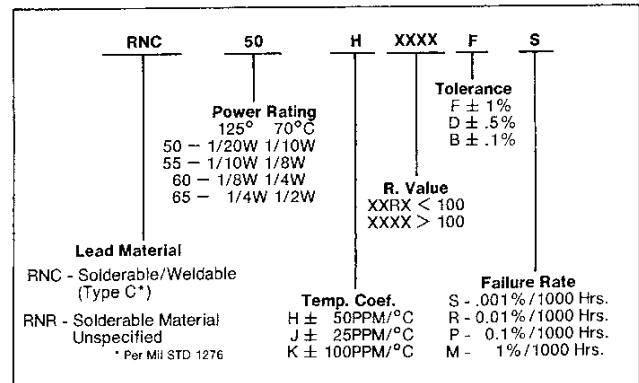 RNC 50 H XXXX F S
Tolerance
F ± 1%
D ± .5%
B ± .1%
Power Rating
125° 70°C
50 – 1/20W 1/10W
55 – 1/10W 1/8W
60 – 1/8W 1/4W
65 – 1/4W 1/2W
R. Value
XXRX < 100
XXXX > 100
Lead Material
RNC - Solderable/Weldable
(Type C*)
RNR - Solderable Material
Unspecified
* Per Mil STD 1276
Temp. Coef.
H ± 50PPM/°C
J ± 25PPM/°C
K ± 100PPM/°C
Failure Rate
S - .001%/1000 Hrs.
R - 0.01%/1000 Hrs.
P - 0.1%/1000 Hrs.
M - 1%/1000 Hrs.